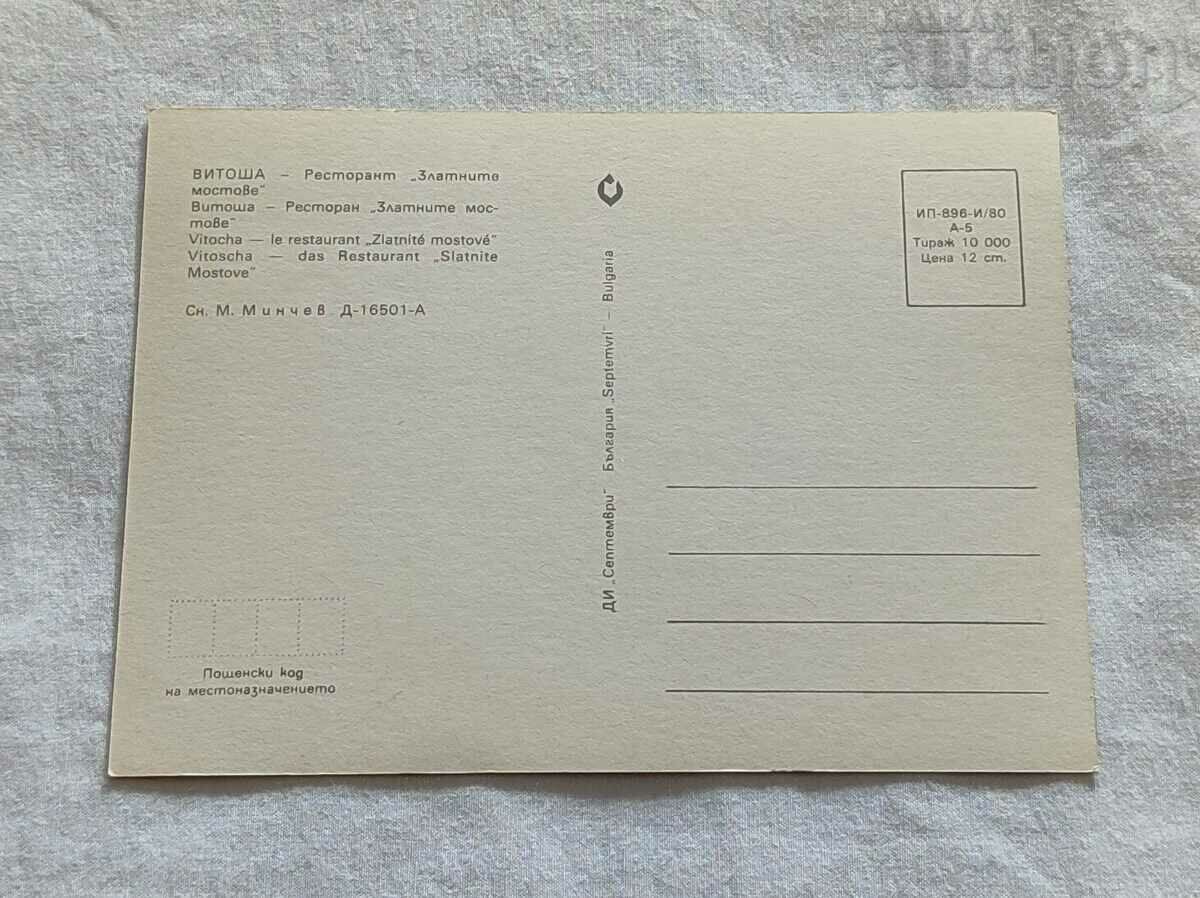 ВИТОША – Ресторант „Златните
мостове“
Витоша – Ресторан „Златните мос-
тове“
Vitocha — le restaurant „Zlatnité mostové“
Vitoscha — das Restaurant „Slatnite
Mostove“
Сн. М. Минчев Д-16501-А
ДИ „Септември“ България „Septemvri“ — Bulgaria
ИП-896-И/80
А-5
Тираж 10 000
Цена 12 ст.
Пощенски код
на местоназначението